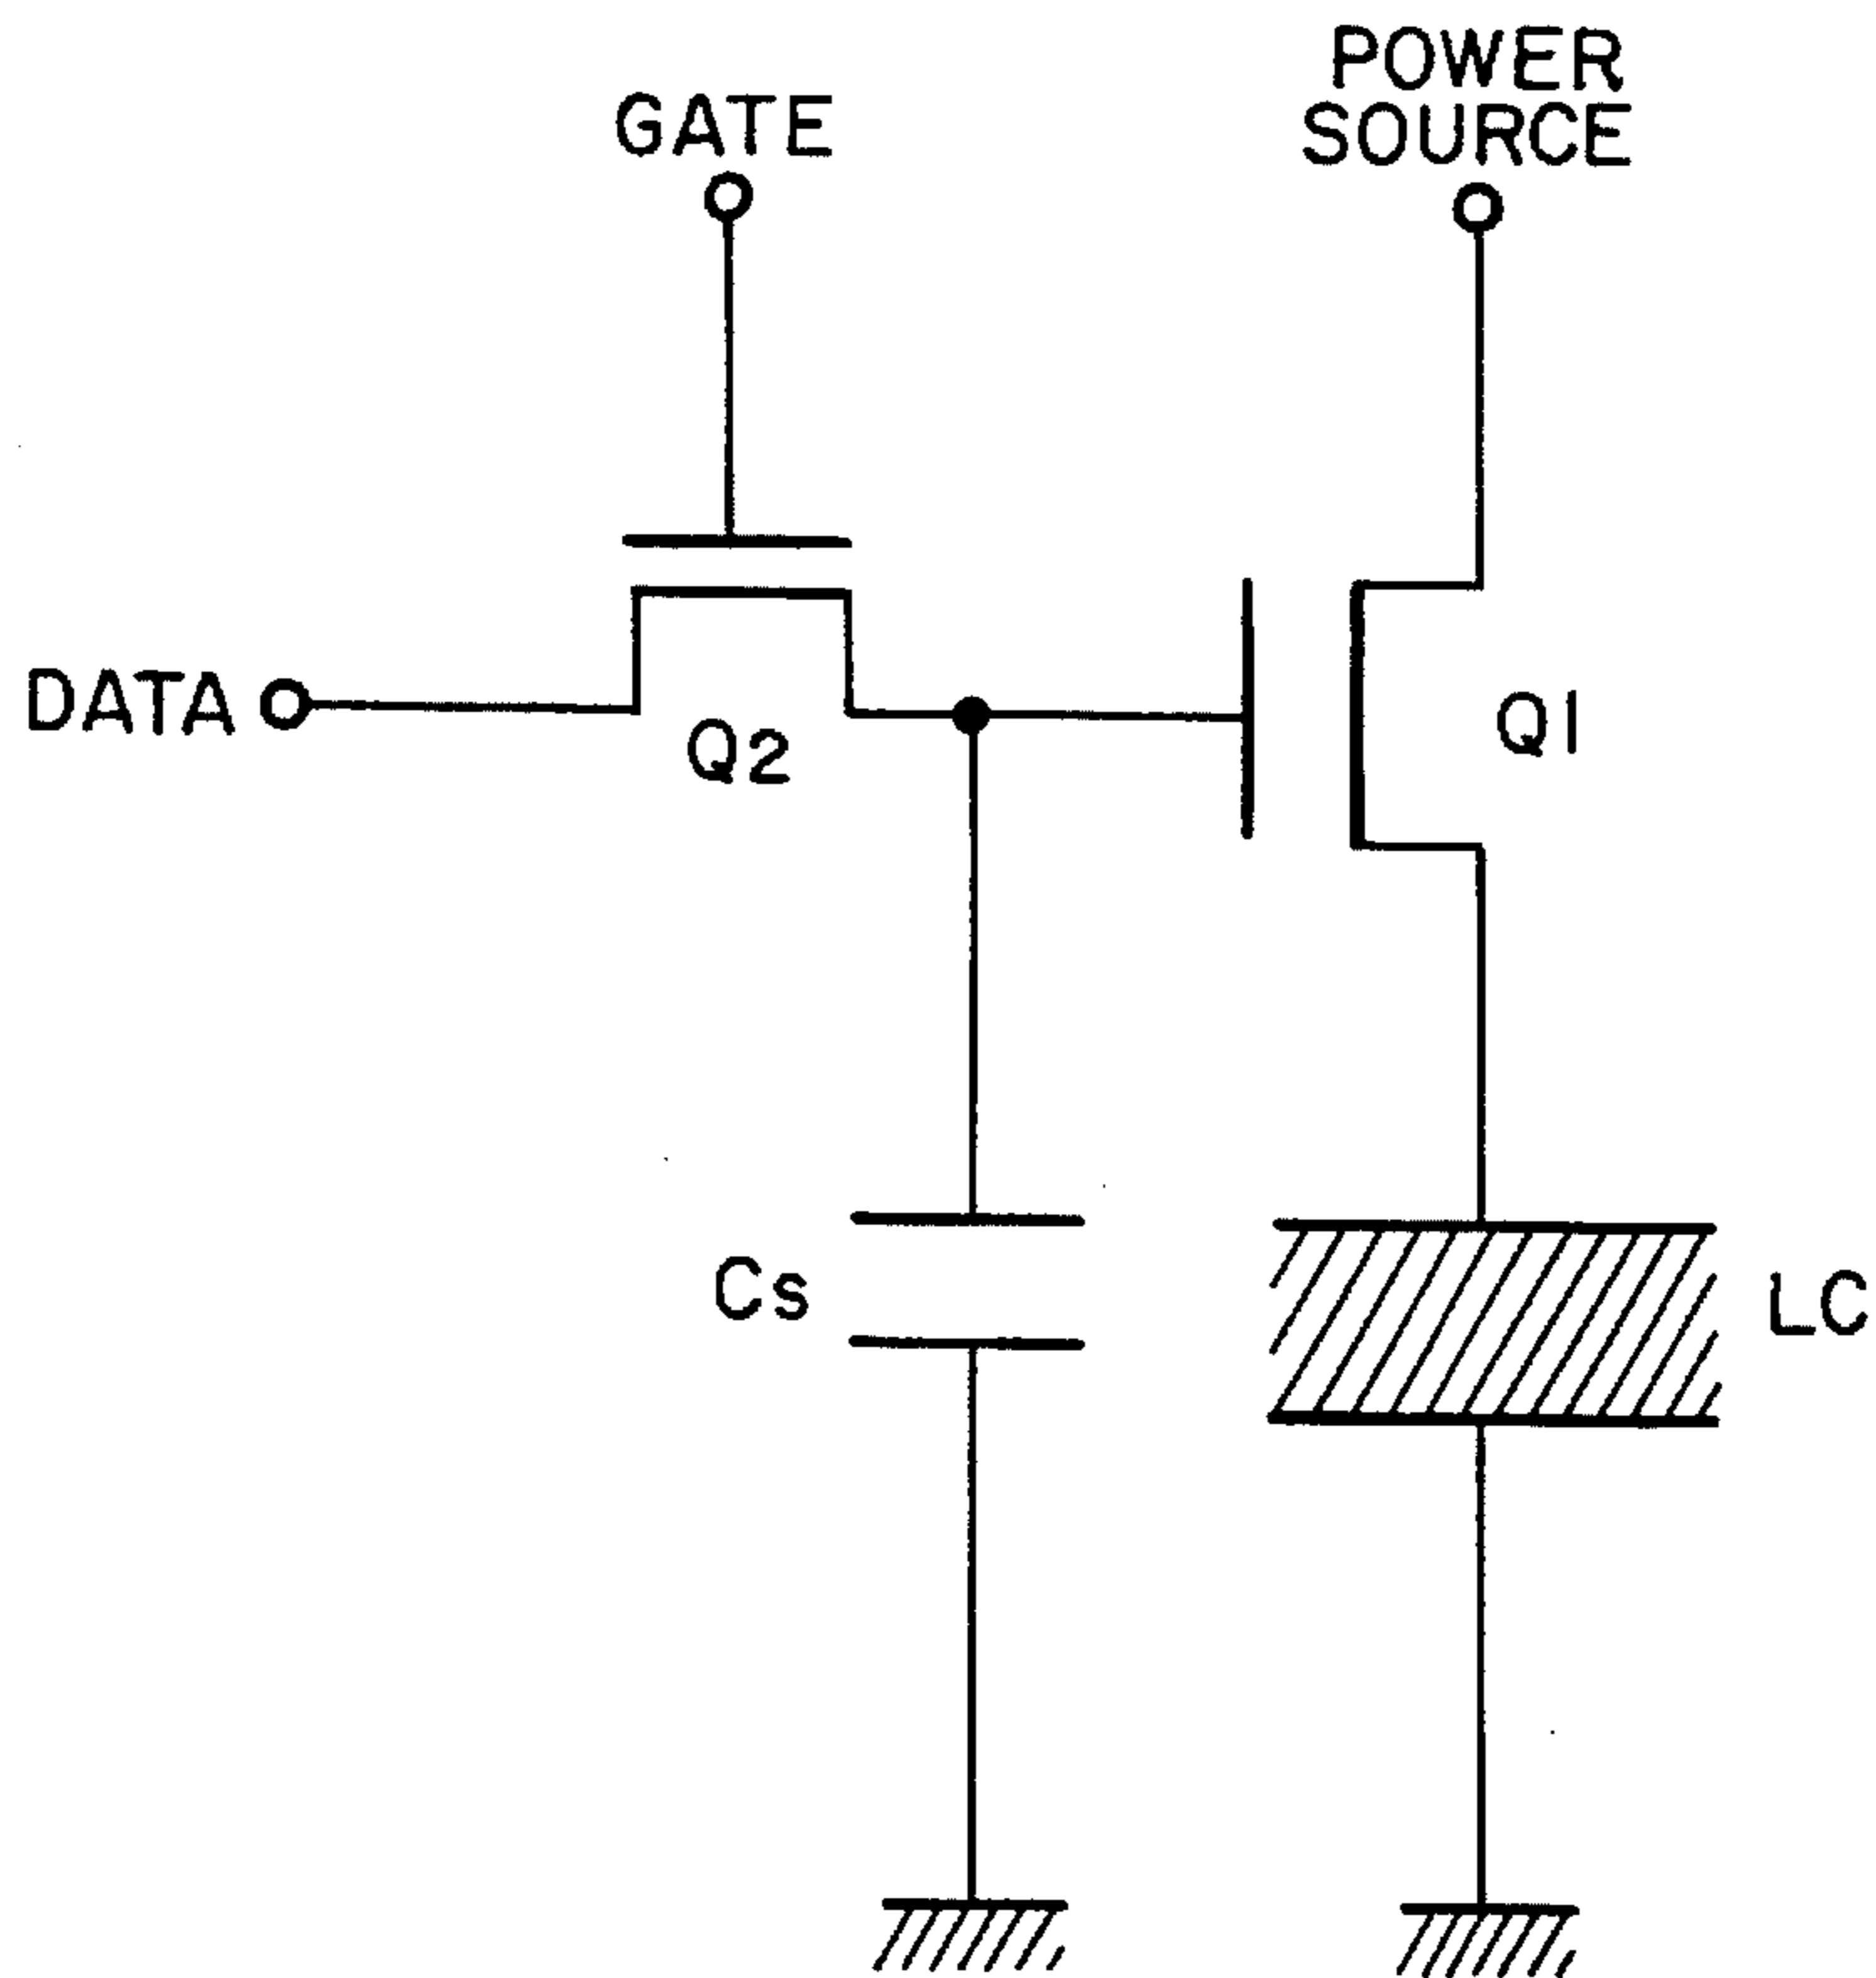 GATE
POWER
SOURCE
DATA
Q2
Q1
Cs
LC